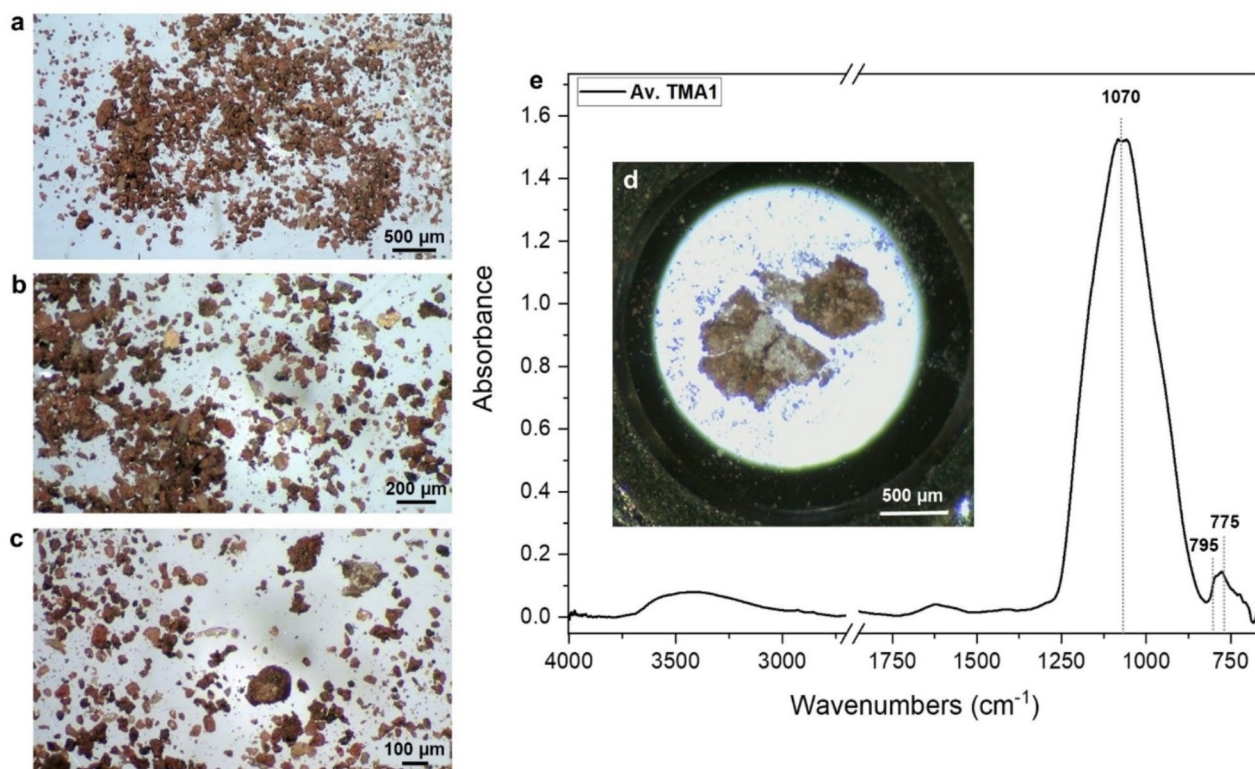 a
500 µm
b
200 µm
c
100 µm
e
Av. TMA1
1070
d
500 µm
795
775
Absorbance
1.6
1.4
1.2
1.0
0.8
0.6
0.4
0.2
0.0
4000 3500 3000 1750 1500 1250 1000 750
Wavenumbers (cm⁻¹)